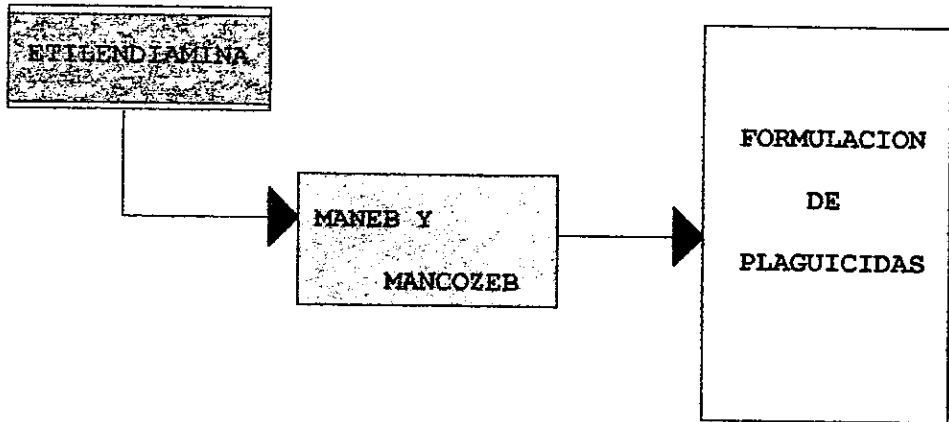 ETILENDIAMINA
MANEB Y
MANCOZEB
FORMULACION
DE
PLAGUICIDAS